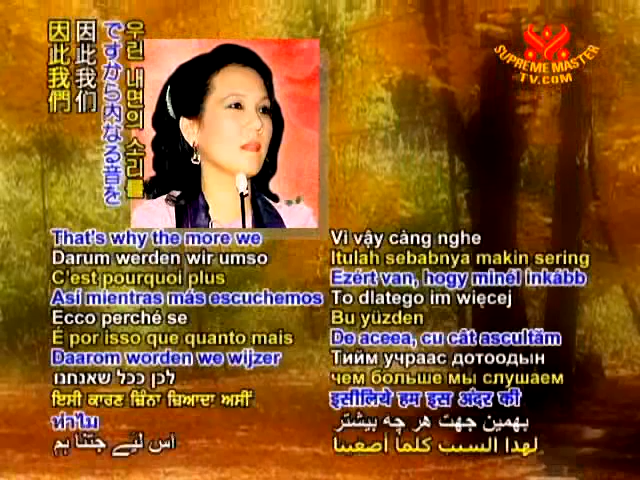 우린 내면의 소리를
ですから内なる音を
因此我们
因此我們
SUPREME MASTER
TV.COM
That's why the more we
Darum werden wir umso
C'est pourquoi plus
Así mientras más escuchemos
Ecco perché se
É por isso que quanto mais
Daarom worden we wijzer
לכן ככל שאנחנו
ਇਸੀ ਕਾਰਣ ਜ਼ਿੰਨਾ ਜ਼ਿਆਦਾ ਅਸੀਂ
ทำไม
اس لیے جتنا ہم
Vì vậy càng nghe
Itulah sebabnya makin sering
Ezért van, hogy minél inkább
To dlatego im więcej
Bu yüzden
De aceea, cu cât ascultăm
Тийм учраас дотоодын
чем больше мы слушаем
इसीलिये हम इस अंदर की
بهمین جهت هر چه بیشتر
لهذا السبب كلما أصغينا